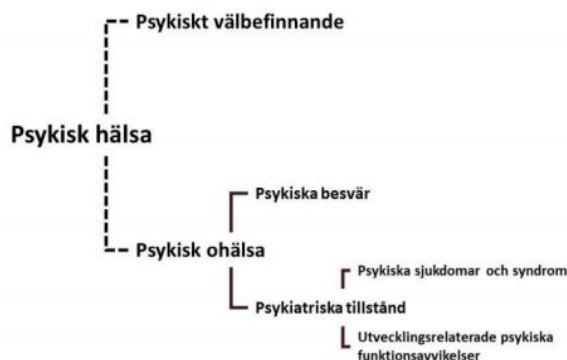 Psykiskt välbefinnande
Psykisk hälsa
Psykiska besvär
Psykisk ohälsa
Psykiska sjukdomar och syndrom
Psykiatriska tillstånd
Utvecklingsrelaterade psykiska
funktionsavvikelser